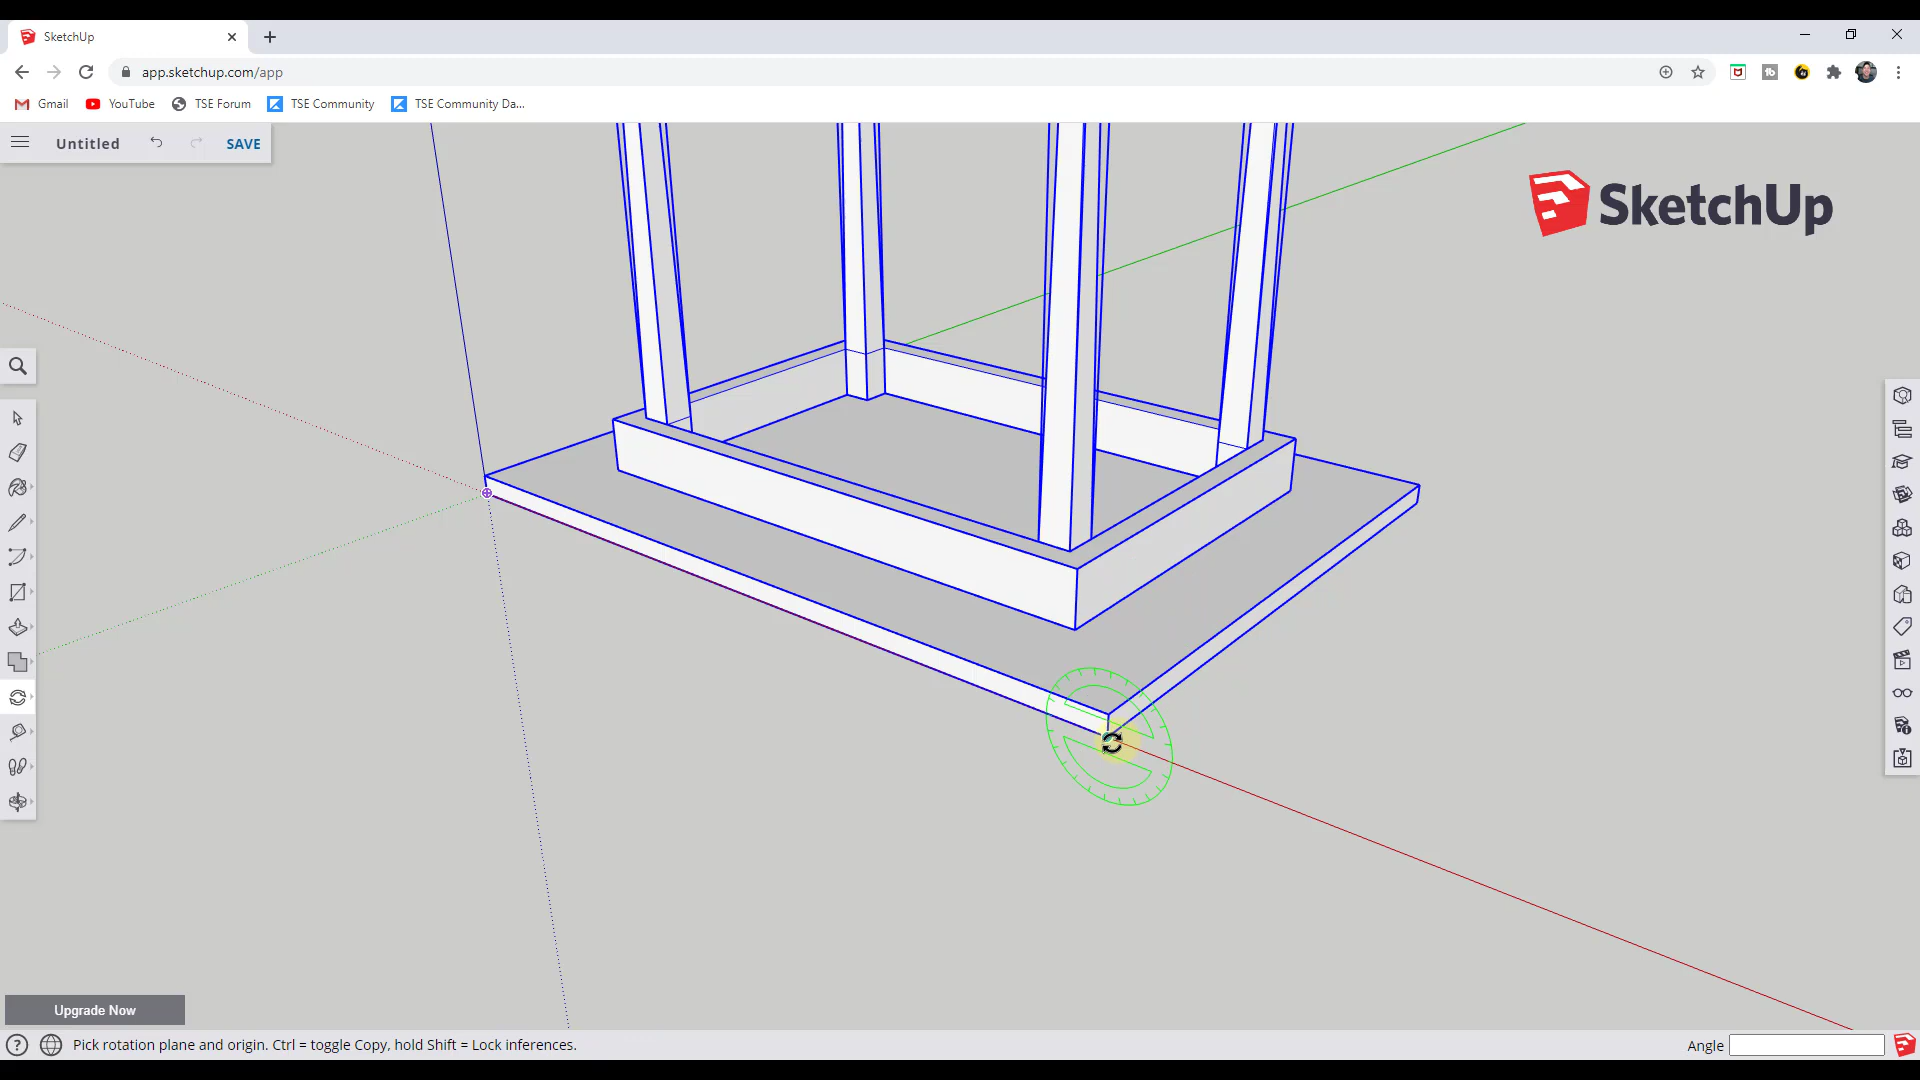 SketchUp
app.sketchup.com/app
Gmail
YouTube
TSE Forum
TSE Community
TSE Community Da...
Untitled
SAVE
SketchUp
Upgrade Now
Pick rotation plane and origin. Ctrl = toggle Copy, hold Shift = Lock inferences.
Angle